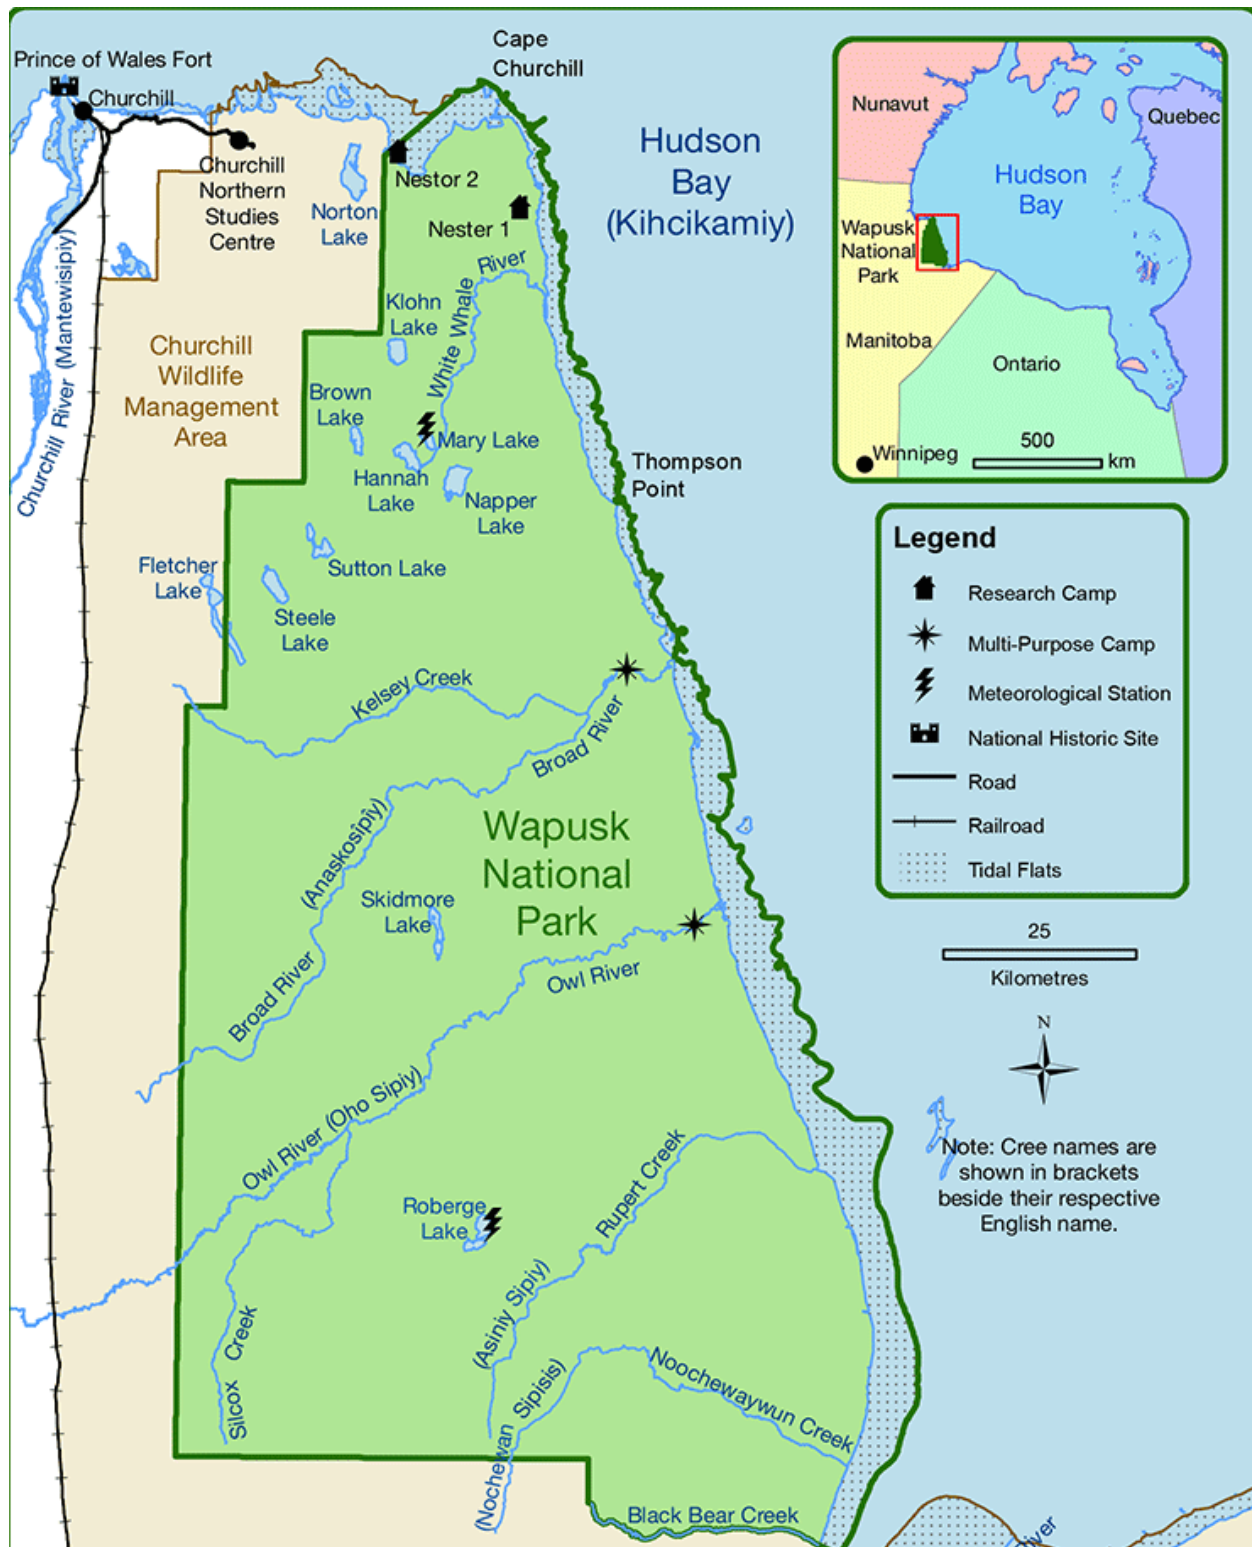 Prince of Wales Fort
Churchill
Cape
Churchill
Churchill
Northern
Studies
Centre
Nestor 2
Nester 1
Norton
Lake
Hudson
Bay
(Kihcikamiy)
Nunavut
Quebec
Hudson
Bay
Wapusk
National
Park
Manitoba
Ontario
Winnipeg
500
km
Churchill River (Mantewisipiy)
Churchill
Wildlife
Management
Area
White Whale River
Klohn
Lake
Brown
Lake
Mary Lake
Hannah
Lake
Napper
Lake
Thompson
Point
Sutton Lake
Fletcher
Lake
Steele
Lake
Legend
Research Camp
Multi-Purpose Camp
Meteorological Station
National Historic Site
Road
Railroad
Tidal Flats
Kelsey Creek
Broad River
(Anaskosipiy)
Broad River
Wapusk
National
Park
Skidmore
Lake
Owl River
25
Kilometres
N
Owl River (Oho Sipiy)
Note: Cree names are
shown in brackets
beside their respective
English name.
Roberge
Lake
Rupert Creek
(Asiniy Sipiy)
Silcox Creek
(Nochewan Sipisis)
Noochewaywun Creek
Black Bear Creek